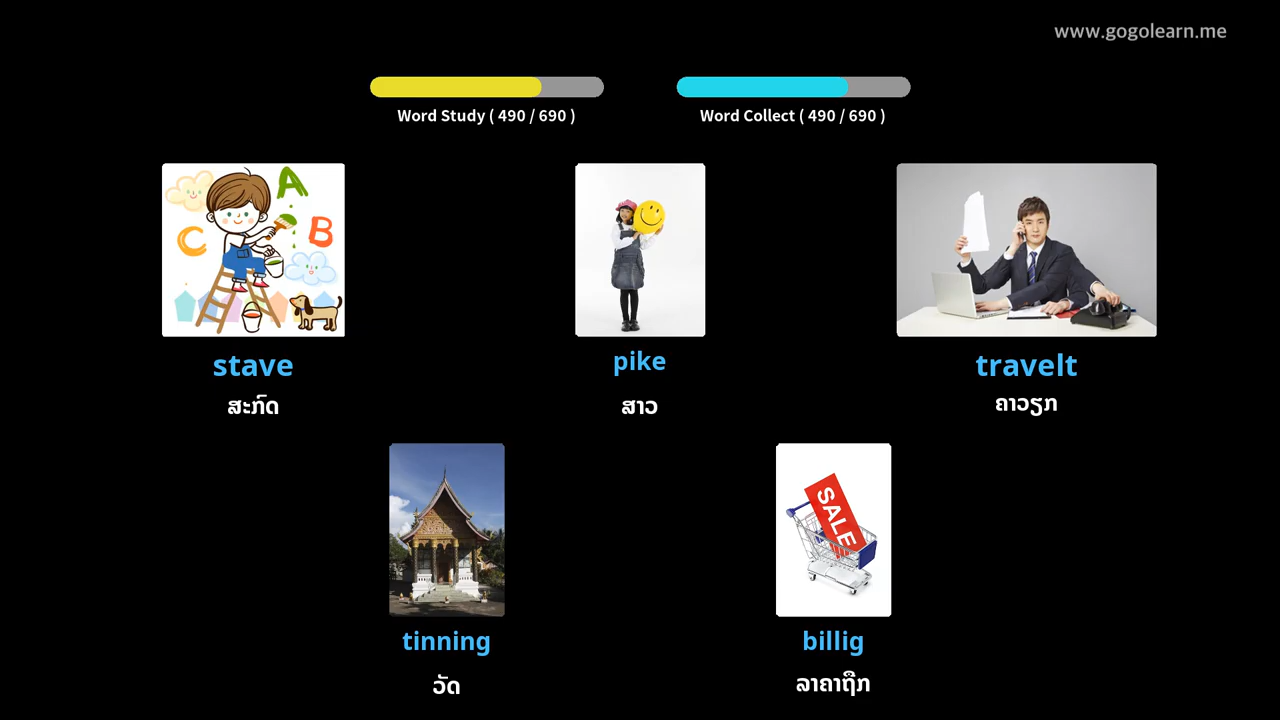 www.gogolearn.me
Word Study ( 490 / 690 )
Word Collect ( 490 / 690 )
A
B
C
stave
ສະກົດ
pike
ສາວ
travelt
ຄາວຽກ
SALE
tinning
ວັດ
billig
ລາຄາຖືກ